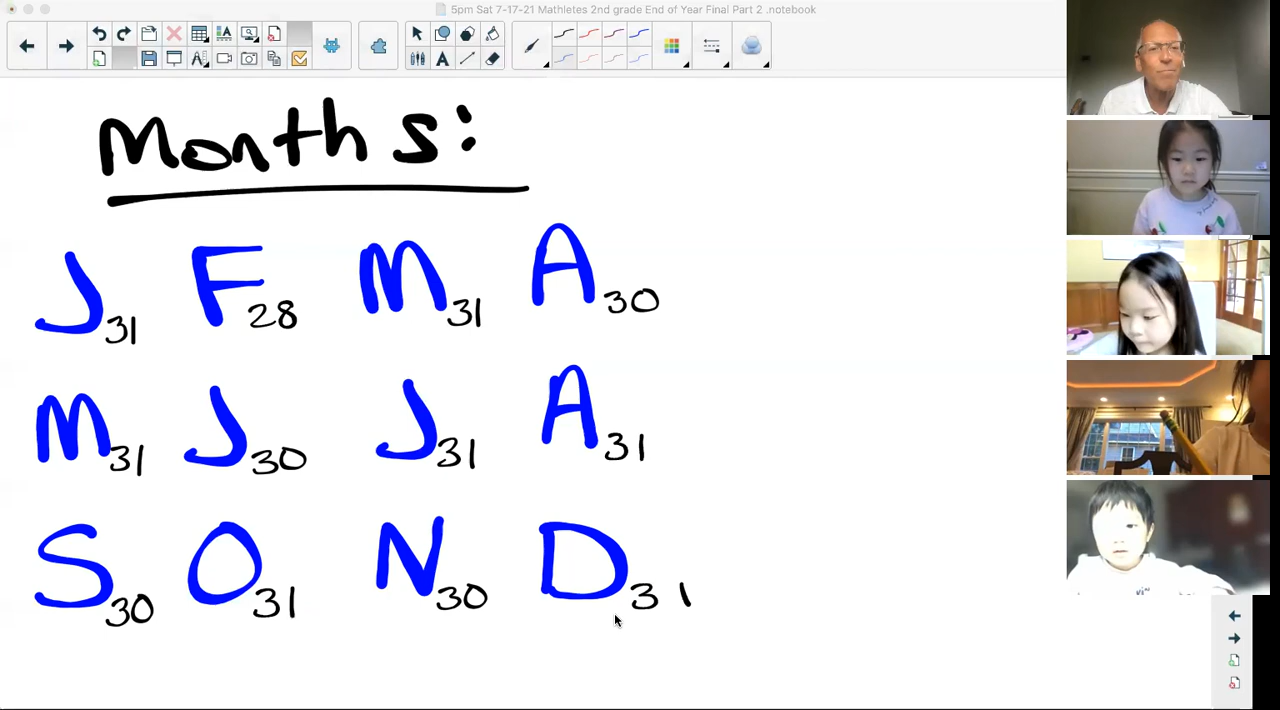 5pm Sat 7-17-21 Mathletes 2nd grade End of Year Final Part 2 .notebook
Months:
J31 F28 M31 A30
M31 J30 J31 A31
S30 O31 N30 D31